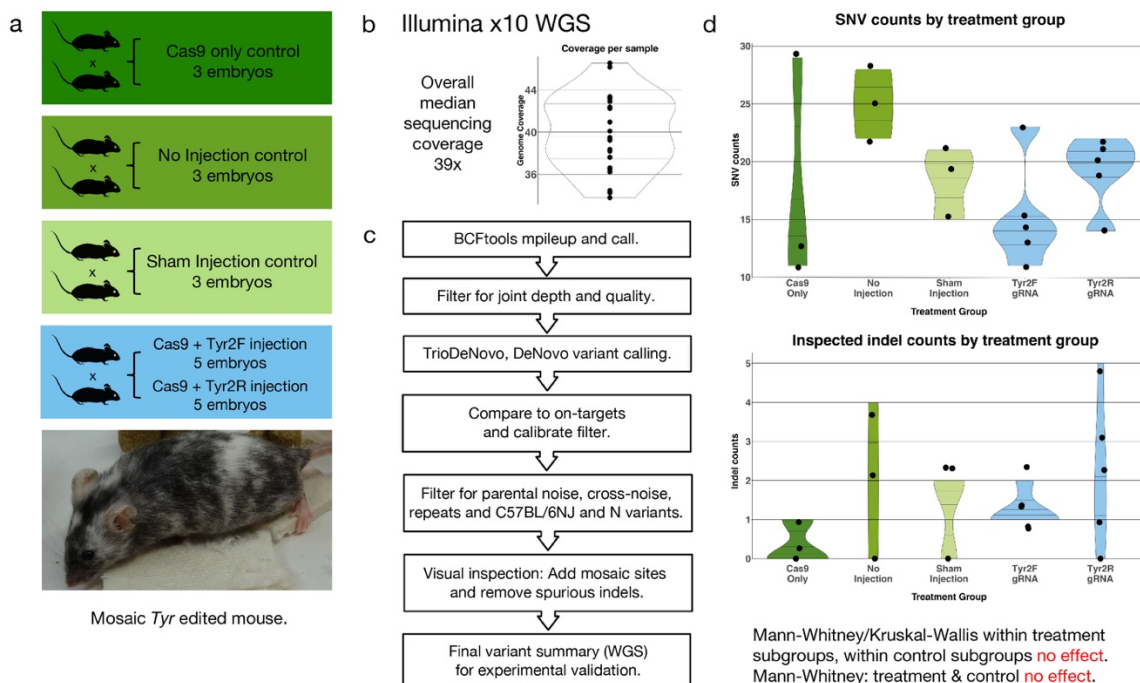 a
x
Cas9 only control
3 embryos
x
No Injection control
3 embryos
x
Sham Injection control
3 embryos
x
Cas9 + Tyr2F injection
5 embryos
Cas9 + Tyr2R injection
5 embryos
Mosaic Tyr edited mouse.
b
Illumina x10 WGS
Overall
median
sequencing
coverage
39x
Coverage per sample
Genome Coverage
44
40
36
c
BCFtools mpileup and call.
Filter for joint depth and quality.
TrioDeNovo, DeNovo variant calling.
Compare to on-targets
and calibrate filter.
Filter for parental noise, cross-noise,
repeats and C57BL/6NJ and N variants.
Visual inspection: Add mosaic sites
and remove spurious indels.
Final variant summary (WGS)
for experimental validation.
d
SNV counts by treatment group
SNV counts
30
25
20
15
10
Cas9
Only
No
Injection
Sham
Injection
Tyr2F
gRNA
Tyr2R
gRNA
Treatment Group
Inspected indel counts by treatment group
Indel counts
5
4
3
2
1
0
Cas9
Only
No
Injection
Sham
Injection
Tyr2F
gRNA
Tyr2R
gRNA
Treatment Group
Mann-Whitney/Kruskal-Wallis within treatment
subgroups, within control subgroups no effect.
Mann-Whitney: treatment & control no effect.